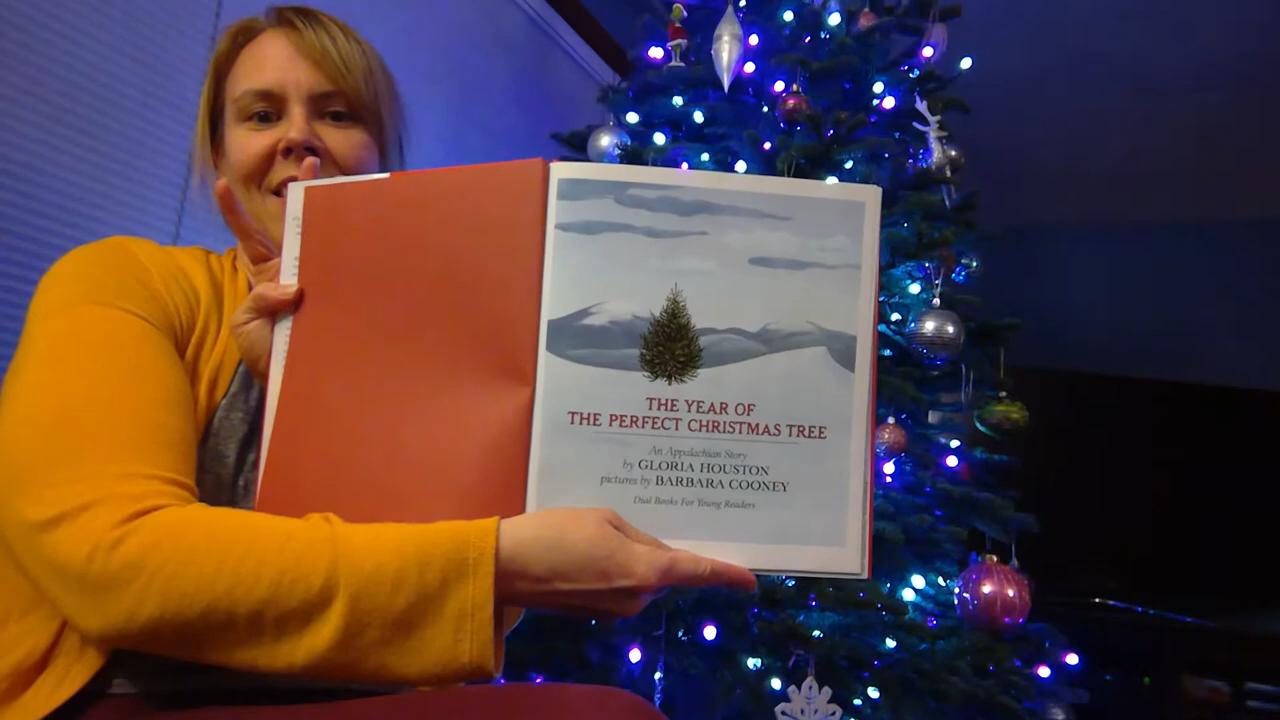 THE YEAR OF
THE PERFECT CHRISTMAS TREE
An Appalachian Story
by GLORIA HOUSTON
pictures by BARBARA COONEY
Dial Books For Young Readers